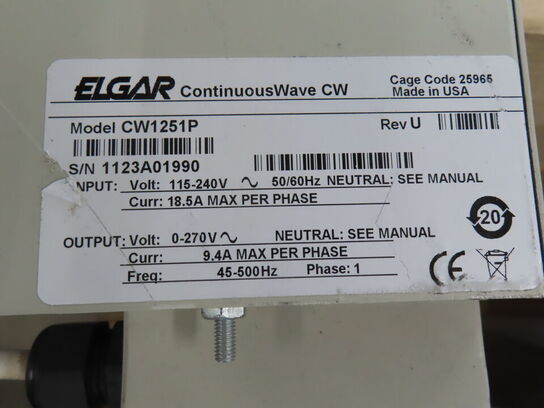 ELGAR ContinuousWave CW
Cage Code 25965
Made in USA
Model CW1251P
Rev U
S/N 1123A01990
INPUT: Volt: 115-240V ~ 50/60Hz NEUTRAL: SEE MANUAL
Curr: 18.5A MAX PER PHASE
OUTPUT: Volt: 0-270V ~ NEUTRAL: SEE MANUAL
Curr: 9.4A MAX PER PHASE
Freq: 45-500Hz Phase: 1
20
CE